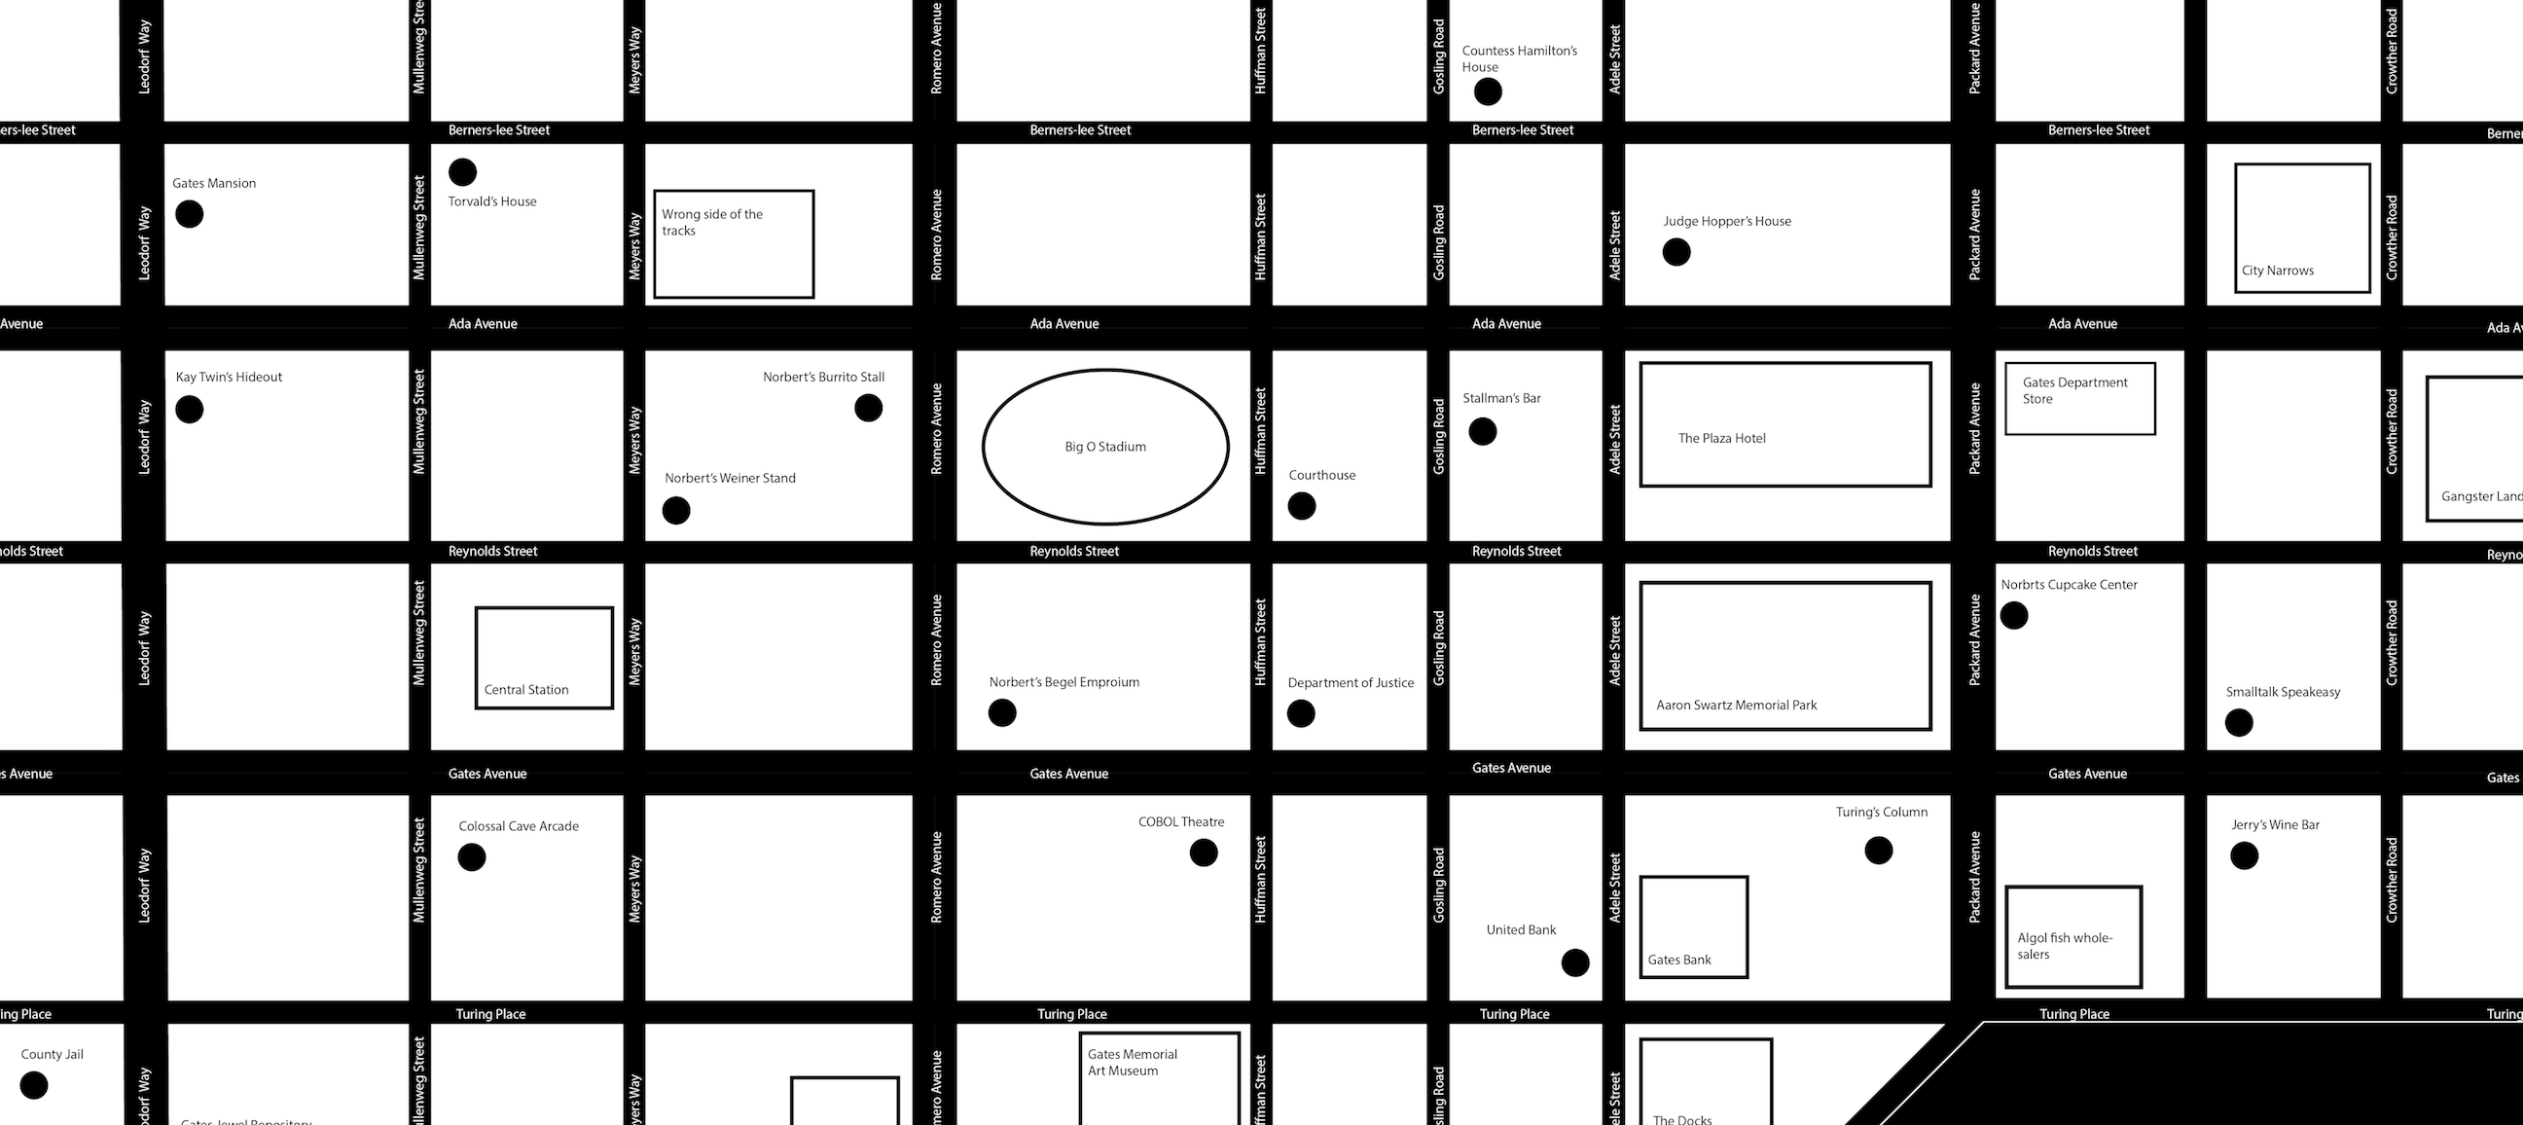 Leodorf Way
Mullenweg Stree
Meyers Way
Romero Avenue
Huffman Street
Gosling Road
Countess Hamilton's
House
Adele Street
Packard Avenue
Crowther Road
ers-lee Street
Berners-lee Street
Berners-lee Street
Berners-lee Street
Berners-lee Street
Berne
Leodorf Way
Gates Mansion
Mullenweg Street
Torvald's House
Meyers Way
Wrong side of the
tracks
Romero Avenue
Huffman Street
Gosling Road
Adele Street
Judge Hopper's House
Packard Avenue
City Narrows
Crowther Road
Avenue
Ada Avenue
Ada Avenue
Ada Avenue
Ada Avenue
Ada A
Leodorf Way
Kay Twin's Hideout
Mullenweg Street
Meyers Way
Norbert's Burrito Stall
Norbert's Weiner Stand
Romero Avenue
Big O Stadium
Huffman Street
Courthouse
Gosling Road
Stallman's Bar
Adele Street
The Plaza Hotel
Packard Avenue
Gates Department
Store
Crowther Road
Gangster Land
nolds Street
Reynolds Street
Reynolds Street
Reynolds Street
Reynolds Street
Reyno
Leodorf Way
Mullenweg Street
Central Station
Meyers Way
Romero Avenue
Norbert's Begel Emproium
Huffman Street
Department of Justice
Gosling Road
Adele Street
Aaron Swartz Memorial Park
Packard Avenue
Norbrts Cupcake Center
Smalltalk Speakeasy
Crowther Road
s Avenue
Gates Avenue
Gates Avenue
Gates Avenue
Gates Avenue
Gates
Leodorf Way
Mullenweg Street
Colossal Cave Arcade
Meyers Way
Romero Avenue
COBOL Theatre
Huffman Street
Gosling Road
United Bank
Adele Street
Turing's Column
Gates Bank
Packard Avenue
Algol fish whole-
salers
Jerry's Wine Bar
Crowther Road
ing Place
Turing Place
Turing Place
Turing Place
Turing Place
Turing
County Jail
dorf Way
Gates Jewel Repository
llenweg Street
yers Way
mero Avenue
Gates Memorial
Art Museum
ffman Street
sling Road
ele Street
The Docks